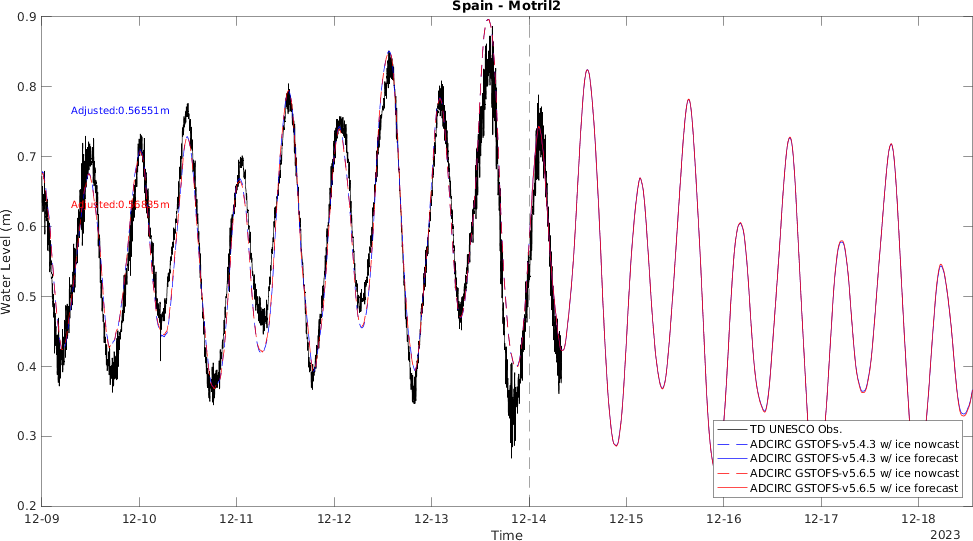 Spain - Motril2
0.9
0.8
0.7
0.6
0.5
0.4
0.3
0.2
Water Level (m)
Adjusted:0.56551m
Adjusted:0.55835m
TD UNESCO Obs.
ADCIRC GSTOFS-v5.4.3 w/ ice nowcast
ADCIRC GSTOFS-v5.4.3 w/ ice forecast
ADCIRC GSTOFS-v5.6.5 w/ ice nowcast
ADCIRC GSTOFS-v5.6.5 w/ ice forecast
12-09 12-10 12-11 12-12 12-13 12-14 12-15 12-16 12-17 12-18
Time
2023